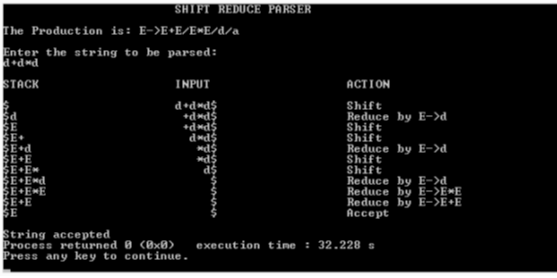 SHIFT REDUCE PARSER
The Production is: E->E+E/E*E/d/a
Enter the string to be parsed:
d+d*d
STACK INPUT ACTION
$ d+d*d$ Shift
$d +d*d$ Reduce by E->d
$E +d*d$ Shift
$E+ d*d$ Shift
$E+d *d$ Reduce by E->d
$E+E *d$ Shift
$E+E* d$ Shift
$E+E*d $ Reduce by E->d
$E+E*E $ Reduce by E->E*E
$E+E $ Reduce by E->E+E
$E $ Accept
String accepted
Process returned 0 (0x0) execution time : 32.228 s
Press any key to continue.